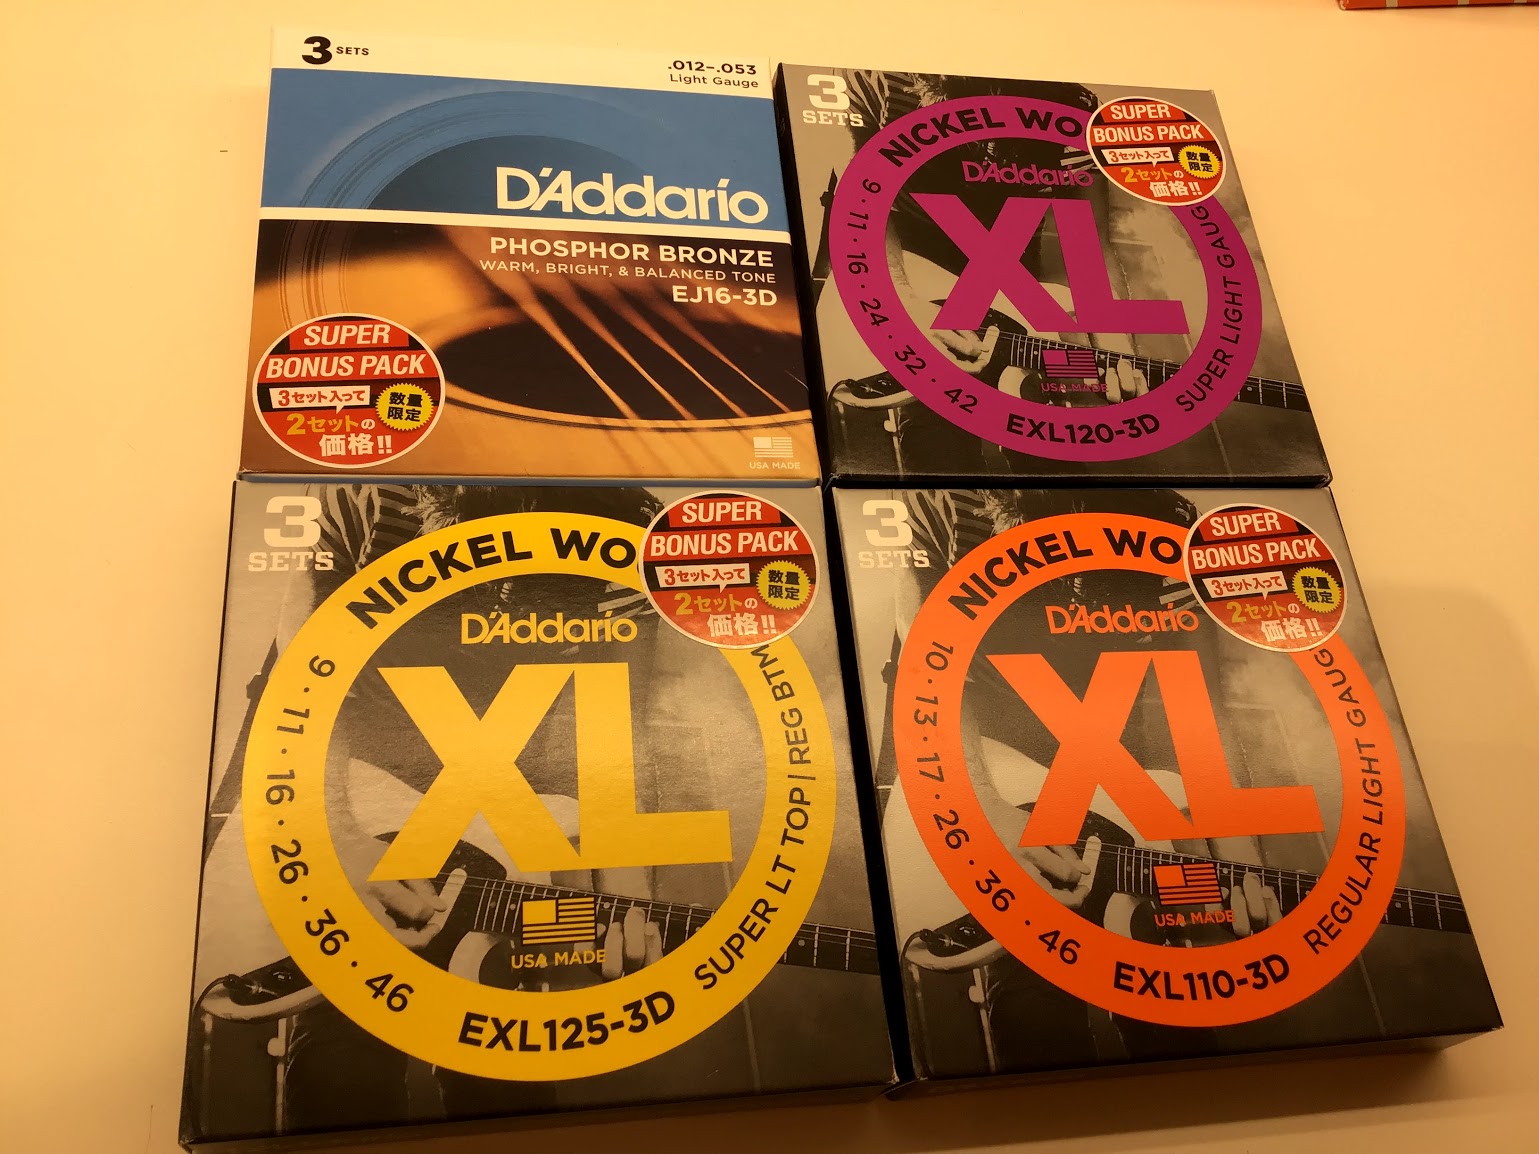 3 SETS
.012–.053
Light Gauge
D'Addario
PHOSPHOR BRONZE
WARM, BRIGHT, & BALANCED TONE
EJ16-3D
SUPER
BONUS PACK
3セット入って
数量
限定
2セットの
価格!!
USA MADE
3
SETS
NICKEL WO
D'Addario
XL
9 · 11 · 16 · 24 · 32 · 42
USA MADE
EXL120-3D
SUPER LIGHT GAUG
SUPER
BONUS PACK
3セット入って
数量
限定
2セットの
価格!!
3
SETS
NICKEL WO
D'Addario
XL
9 · 11 · 16 · 26 · 36 · 46
USA MADE
EXL125-3D
SUPER LT TOP | REG BTM
SUPER
BONUS PACK
3セット入って
数量
限定
2セットの
価格!!
3
SETS
NICKEL WO
D'Addario
XL
10 · 13 · 17 · 26 · 36 · 46
USA MADE
EXL110-3D
REGULAR LIGHT GAUG
SUPER
BONUS PACK
3セット入って
数量
限定
2セットの
価格!!